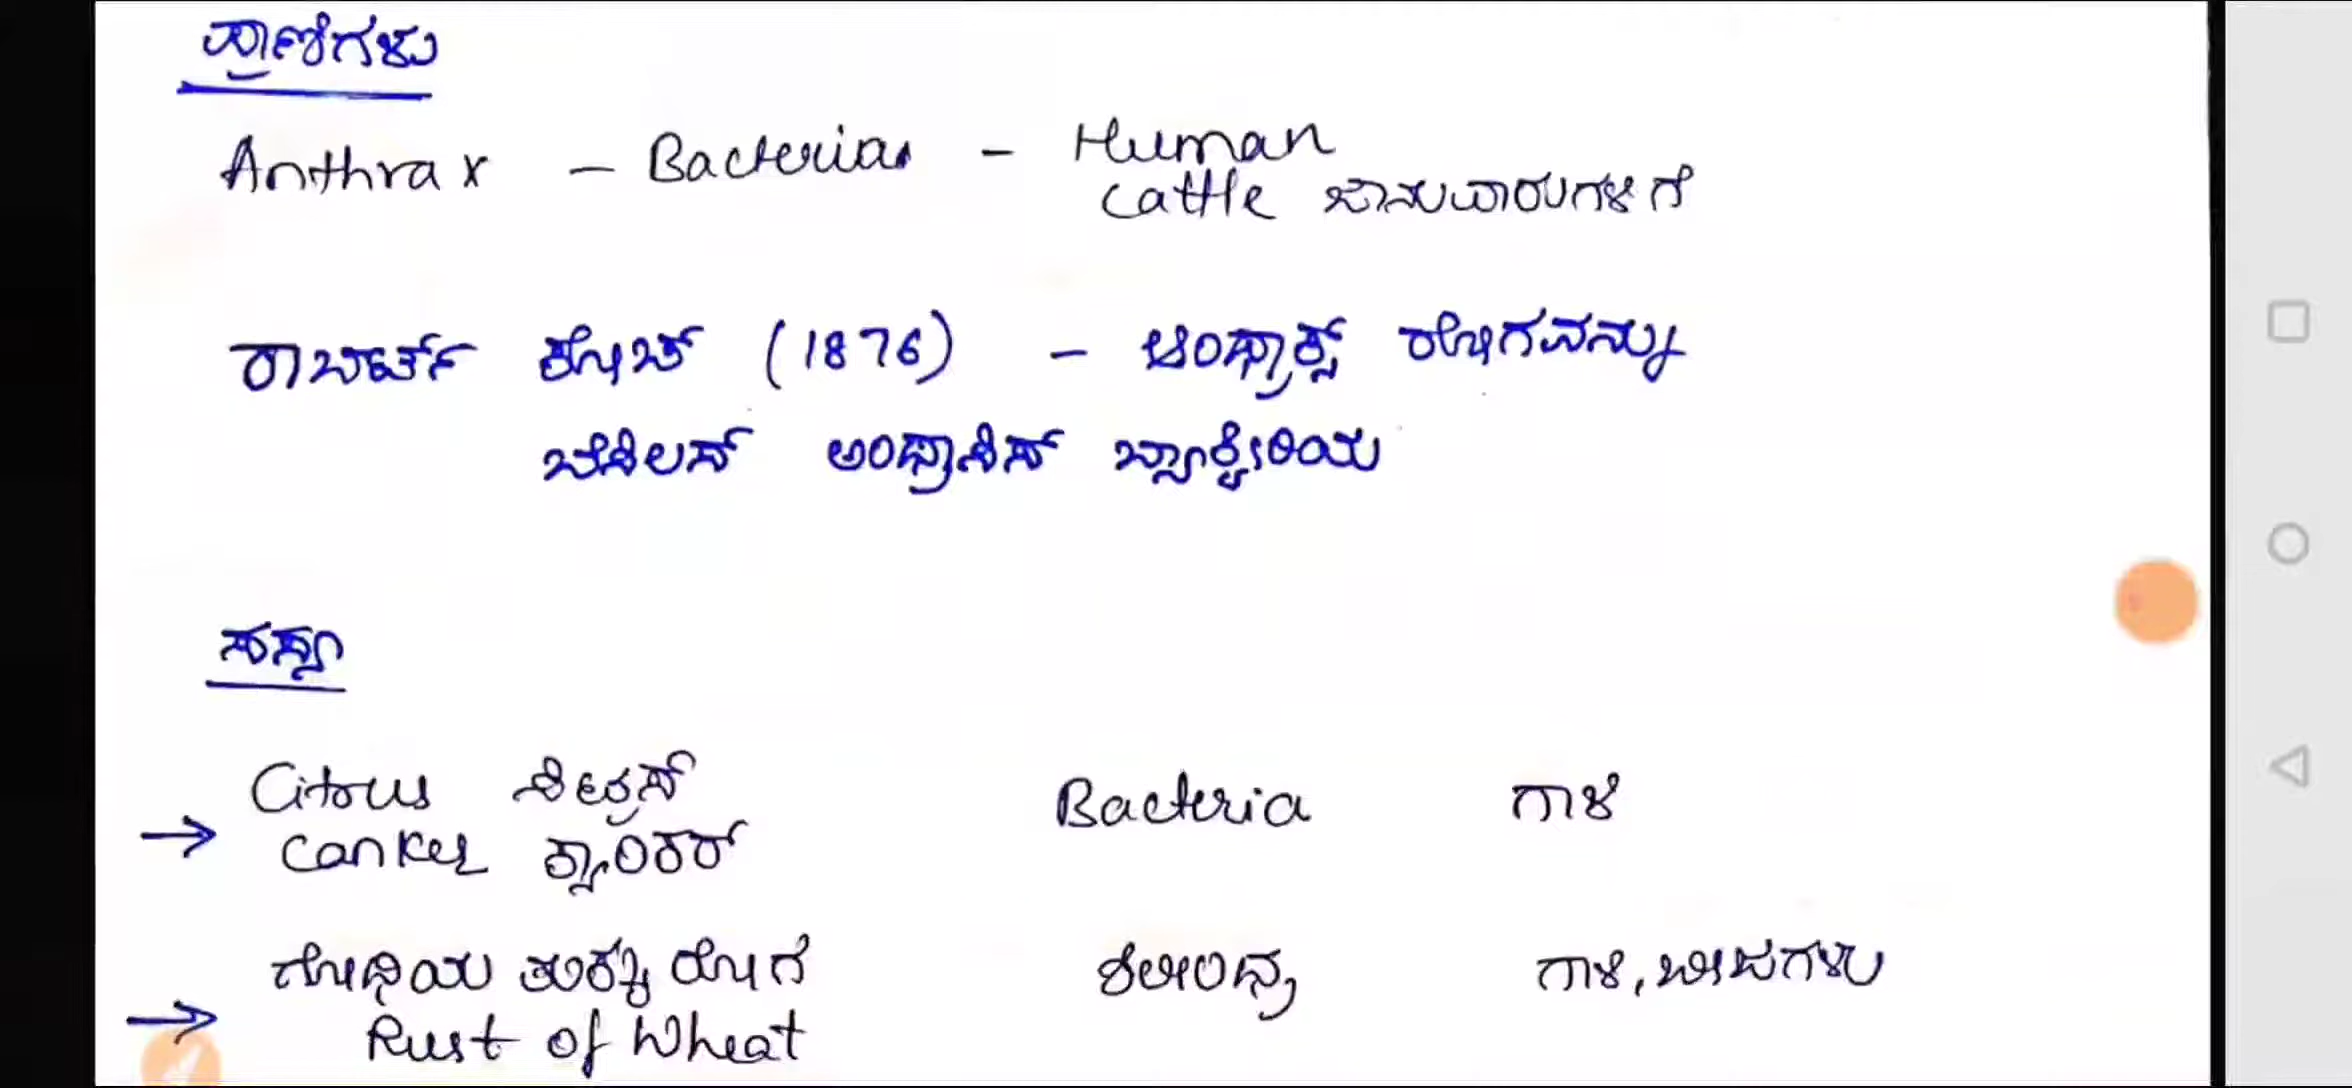 ಪ್ರಾಣಿಗಳು
Anthrax – Bacterias – Human
cattle ಜಾನುವಾರುಗಳಿಗೆ
ರಾಬರ್ಟ್ ಕೋಚ್ (1876) – ಆಂಥ್ರಾಕ್ಸ್ ರೋಗವನ್ನು
ಬೆಸಿಲಸ್ ಅಂಥ್ರಾಸಿಸ್ ಬ್ಯಾಕ್ಟೇರಿಯ
ಸಸ್ಯ
→ Citrus ಸಿಟ್ರಸ್ Bacteria ಗಾಳಿ
canker ಕ್ಯಾಂಕರ್
ಗೋಧಿಯ ತುಕ್ಕು ರೋಗ ಶಿಲೀಂಧ್ರ ಗಾಳಿ, ಬೀಜಗಳು
→ Rust of Wheat